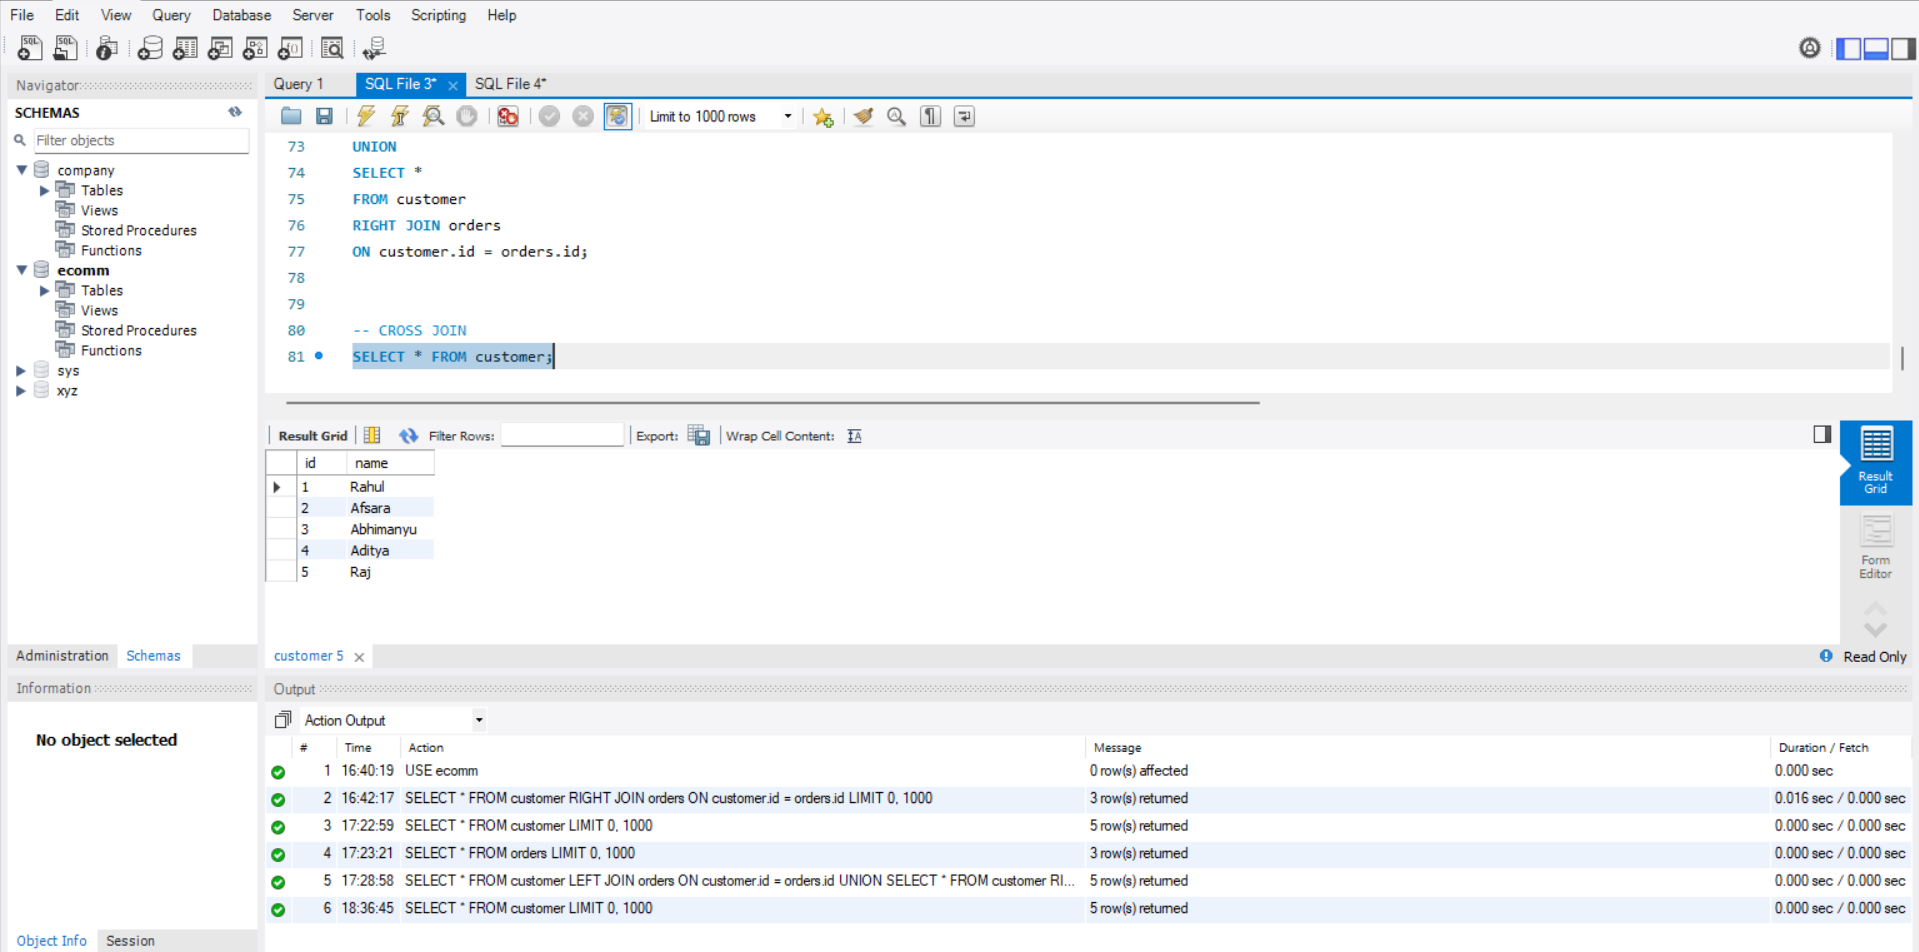 File Edit View Query Database Server Tools Scripting Help
Navigator
SCHEMAS
Filter objects
company
Tables
Views
Stored Procedures
Functions
ecomm
Tables
Views
Stored Procedures
Functions
sys
xyz
Administration Schemas
Information
No object selected
Object Info Session
Query 1 SQL File 3* SQL File 4*
Limit to 1000 rows
73 UNION
74 SELECT *
75 FROM customer
76 RIGHT JOIN orders
77 ON customer.id = orders.id;
78
79
80 -- CROSS JOIN
81 SELECT * FROM customer;
Result Grid Filter Rows: Export: Wrap Cell Content:
id name
1 Rahul
2 Afsara
3 Abhimanyu
4 Aditya
5 Raj
Result
Grid
Form
Editor
customer 5 Read Only
Output
Action Output
# Time Action Message Duration / Fetch
1 16:40:19 USE ecomm 0 row(s) affected 0.000 sec
2 16:42:17 SELECT * FROM customer RIGHT JOIN orders ON customer.id = orders.id LIMIT 0, 1000 3 row(s) returned 0.016 sec / 0.000 sec
3 17:22:59 SELECT * FROM customer LIMIT 0, 1000 5 row(s) returned 0.000 sec / 0.000 sec
4 17:23:21 SELECT * FROM orders LIMIT 0, 1000 3 row(s) returned 0.000 sec / 0.000 sec
5 17:28:58 SELECT * FROM customer LEFT JOIN orders ON customer.id = orders.id UNION SELECT * FROM customer RI... 5 row(s) returned 0.000 sec / 0.000 sec
6 18:36:45 SELECT * FROM customer LIMIT 0, 1000 5 row(s) returned 0.000 sec / 0.000 sec